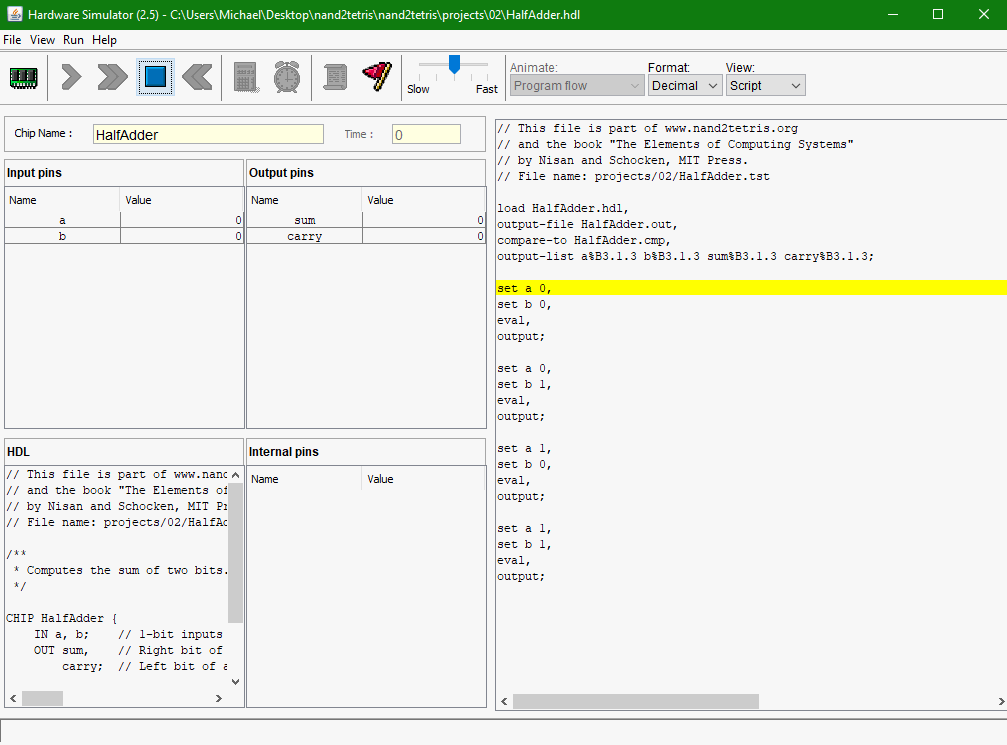 Hardware Simulator (2.5) - C:\Users\Michael\Desktop\nand2tetris\nand2tetris\projects\02\HalfAdder.hdl
File View Run Help
Slow Fast
Animate: Format: View:
Program flow Decimal Script
Chip Name : HalfAdder Time : 0
Input pins
Name Value
a 0
b 0
Output pins
Name Value
sum 0
carry 0
HDL
// This file is part of www.nand
// and the book "The Elements of
// by Nisan and Schocken, MIT Pr
// File name: projects/02/HalfAd
/**
* Computes the sum of two bits.
*/
CHIP HalfAdder {
IN a, b; // 1-bit inputs
OUT sum, // Right bit of
carry; // Left bit of a
Internal pins
Name Value
// This file is part of www.nand2tetris.org
// and the book "The Elements of Computing Systems"
// by Nisan and Schocken, MIT Press.
// File name: projects/02/HalfAdder.tst
load HalfAdder.hdl,
output-file HalfAdder.out,
compare-to HalfAdder.cmp,
output-list a%B3.1.3 b%B3.1.3 sum%B3.1.3 carry%B3.1.3;
set a 0,
set b 0,
eval,
output;
set a 0,
set b 1,
eval,
output;
set a 1,
set b 0,
eval,
output;
set a 1,
set b 1,
eval,
output;